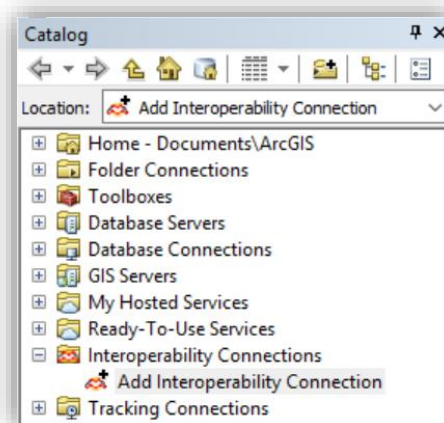 Catalog
Location: Add Interoperability Connection
Home - Documents\ArcGIS
Folder Connections
Toolboxes
Database Servers
Database Connections
GIS Servers
My Hosted Services
Ready-To-Use Services
Interoperability Connections
Add Interoperability Connection
Tracking Connections